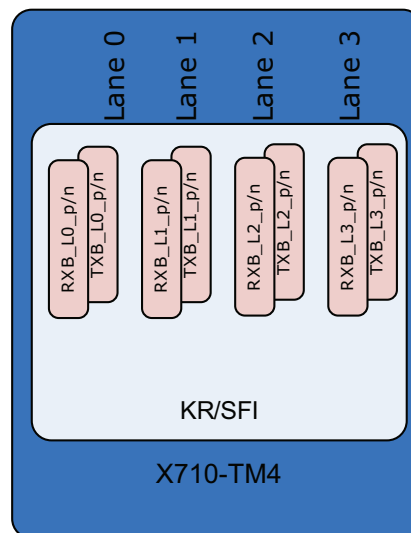 Lane 0
Lane 1
Lane 2
Lane 3
RXB_L0_p/n
TXB_L0_p/n
RXB_L1_p/n
TXB_L1_p/n
RXB_L2_p/n
TXB_L2_p/n
RXB_L3_p/n
TXB_L3_p/n
KR/SFI
X710-TM4